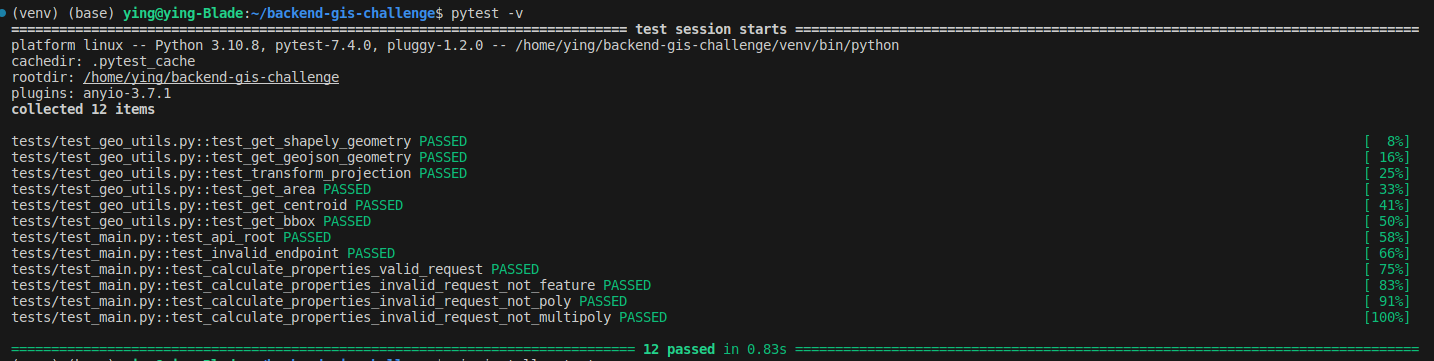 (venv) (base) ying@ying-Blade:~/backend-gis-challenge$ pytest -v
============================================================================= test session starts ==============================================================================
platform linux -- Python 3.10.8, pytest-7.4.0, pluggy-1.2.0 -- /home/ying/backend-gis-challenge/venv/bin/python
cachedir: .pytest_cache
rootdir: /home/ying/backend-gis-challenge
plugins: anyio-3.7.1
collected 12 items
tests/test_geo_utils.py::test_get_shapely_geometry PASSED [  8%]
tests/test_geo_utils.py::test_get_geojson_geometry PASSED [ 16%]
tests/test_geo_utils.py::test_transform_projection PASSED [ 25%]
tests/test_geo_utils.py::test_get_area PASSED [ 33%]
tests/test_geo_utils.py::test_get_centroid PASSED [ 41%]
tests/test_geo_utils.py::test_get_bbox PASSED [ 50%]
tests/test_main.py::test_api_root PASSED [ 58%]
tests/test_main.py::test_invalid_endpoint PASSED [ 66%]
tests/test_main.py::test_calculate_properties_valid_request PASSED [ 75%]
tests/test_main.py::test_calculate_properties_invalid_request_not_feature PASSED [ 83%]
tests/test_main.py::test_calculate_properties_invalid_request_not_poly PASSED [ 91%]
tests/test_main.py::test_calculate_properties_invalid_request_not_multipoly PASSED [100%]
============================================================================== 12 passed in 0.83s ==============================================================================